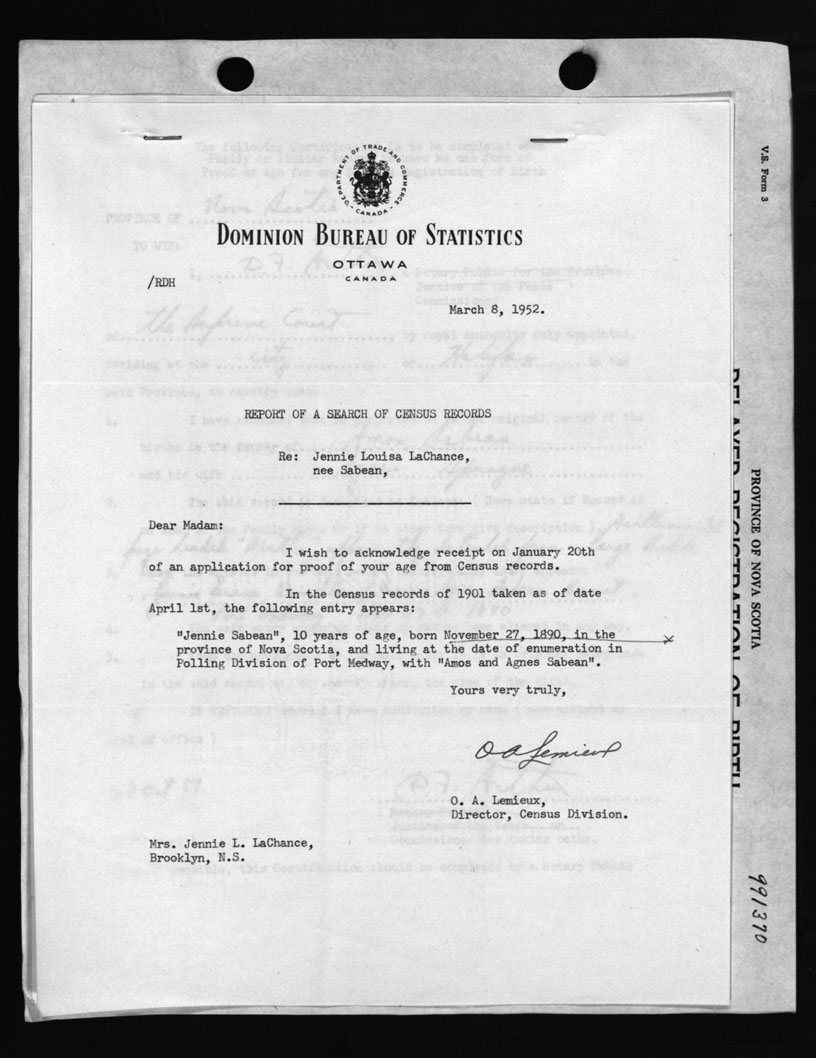 DEPARTMENT OF TRADE AND COMMERCE
CANADA
DOMINION BUREAU OF STATISTICS
OTTAWA
CANADA
/RDH
March 8, 1952.
REPORT OF A SEARCH OF CENSUS RECORDS
Re: Jennie Louisa LaChance,
nee Sabean,
Dear Madam:
I wish to acknowledge receipt on January 20th
of an application for proof of your age from Census records.
In the Census records of 1901 taken as of date
April 1st, the following entry appears:
"Jennie Sabean", 10 years of age, born November 27, 1890, in the
province of Nova Scotia, and living at the date of enumeration in
Polling Division of Port Medway, with "Amos and Agnes Sabean".
Yours very truly,
O A Lemieux
O. A. Lemieux,
Director, Census Division.
Mrs. Jennie L. LaChance,
Brooklyn, N.S.
V.S. Form 3
PROVINCE OF NOVA SCOTIA
DELAYED REGISTRATION OF BIRTH
991370